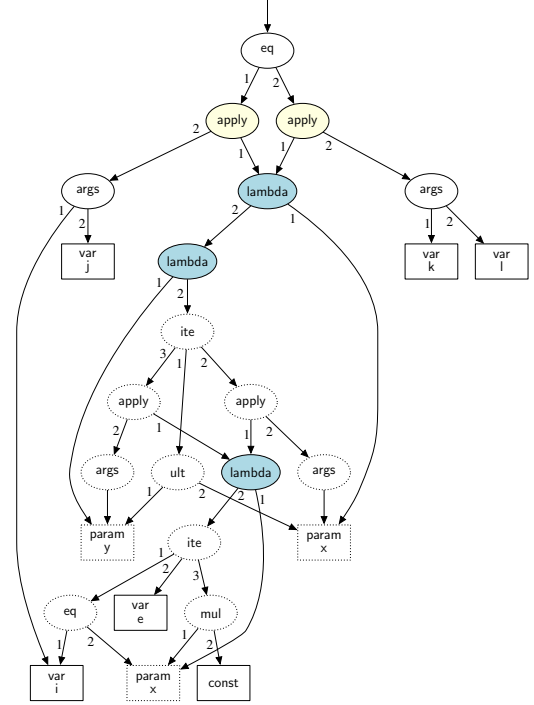 eq
1 2
apply apply
2 1 1 2
args lambda args
1 2 2 1 1 2
var
j
var
k
var
l
lambda
1 2
ite
3 1 2
apply apply
2 1 1 2
args ult lambda args
1 2 2 1
param
y
param
x
ite
1 2 3
eq
var
e
mul
1 2 1 2
var
i
param
x
const